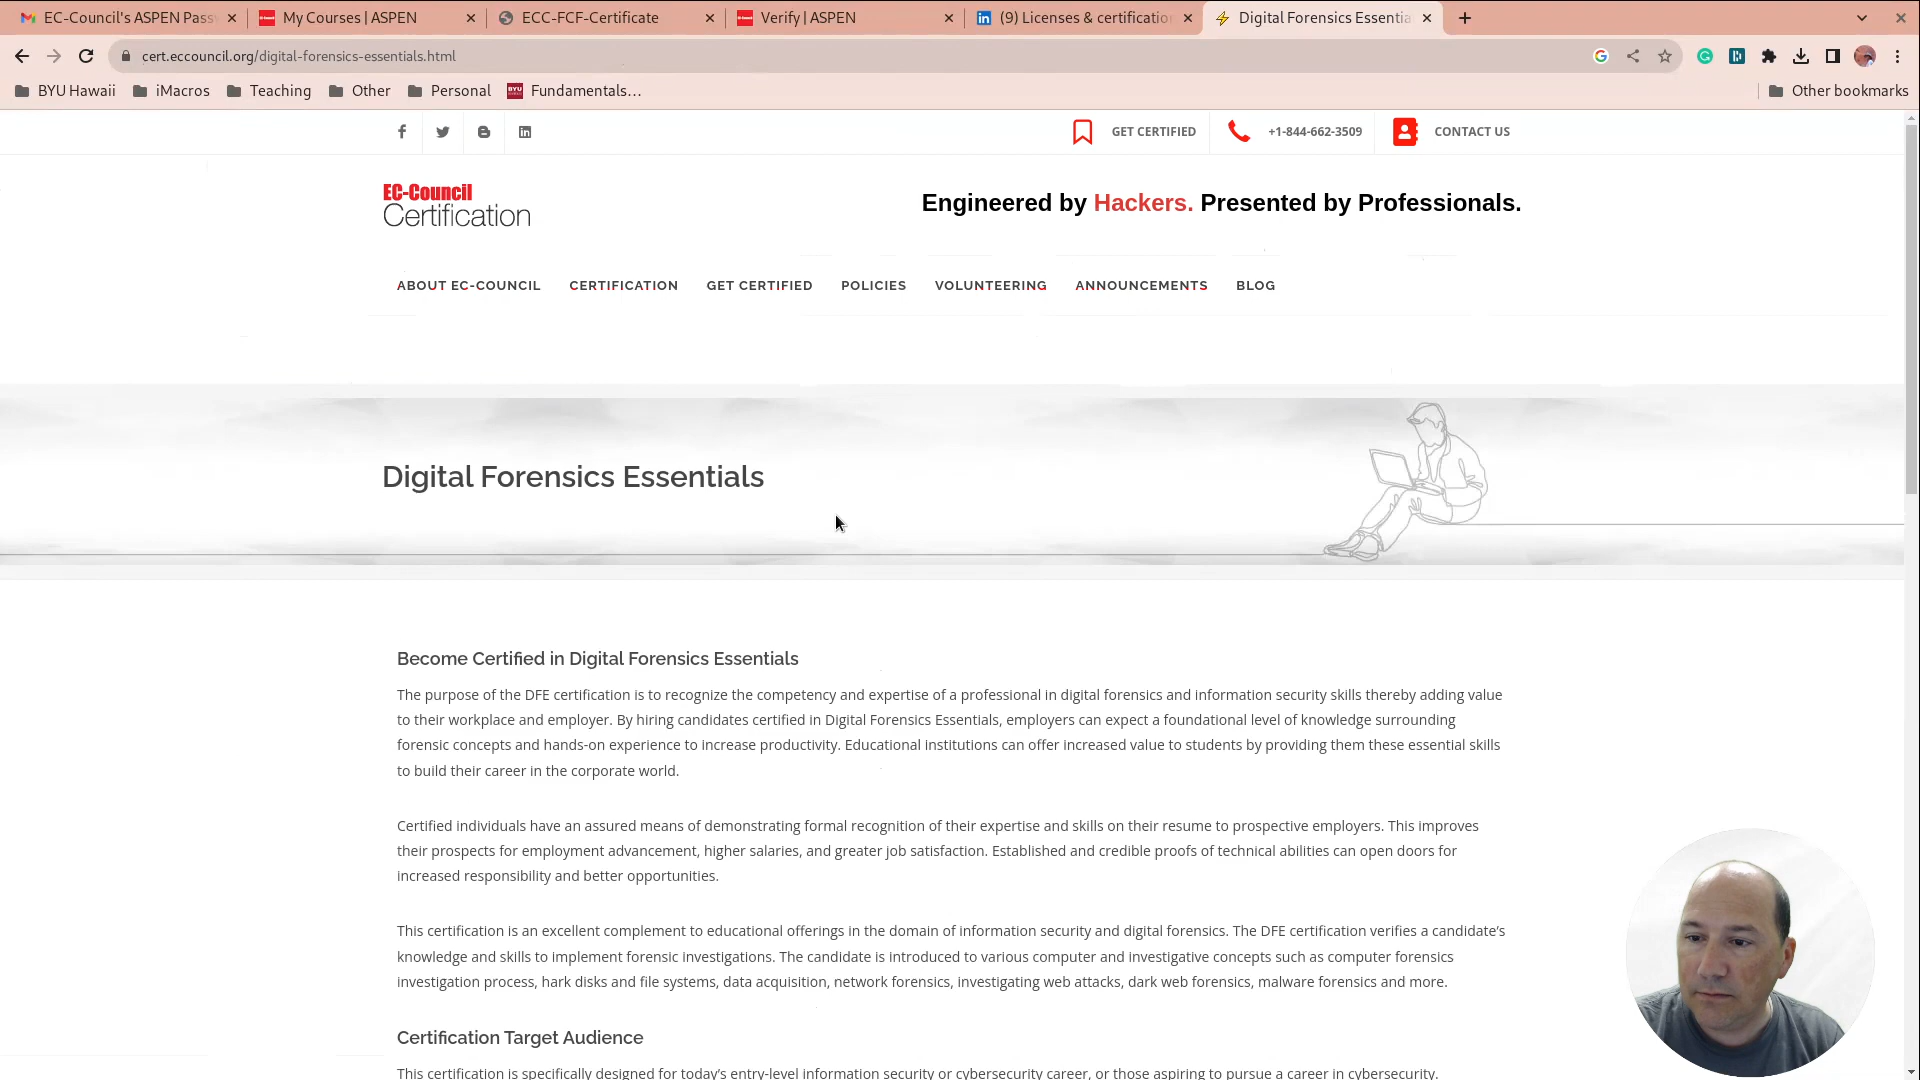 EC-Council's ASPEN Pass
My Courses | ASPEN
ECC-FCF-Certificate
Verify | ASPEN
(9) Licenses & certification
Digital Forensics Essentia
cert.eccouncil.org/digital-forensics-essentials.html
BYU Hawaii
iMacros
Teaching
Other
Personal
Fundamentals...
Other bookmarks
GET CERTIFIED
+1-844-662-3509
CONTACT US
EC-Council
Certification
Engineered by Hackers. Presented by Professionals.
ABOUT EC-COUNCIL
CERTIFICATION
GET CERTIFIED
POLICIES
VOLUNTEERING
ANNOUNCEMENTS
BLOG
Digital Forensics Essentials
Become Certified in Digital Forensics Essentials
The purpose of the DFE certification is to recognize the competency and expertise of a professional in digital forensics and information security skills thereby adding value
to their workplace and employer. By hiring candidates certified in Digital Forensics Essentials, employers can expect a foundational level of knowledge surrounding
forensic concepts and hands-on experience to increase productivity. Educational institutions can offer increased value to students by providing them these essential skills
to build their career in the corporate world.
Certified individuals have an assured means of demonstrating formal recognition of their expertise and skills on their resume to prospective employers. This improves
their prospects for employment advancement, higher salaries, and greater job satisfaction. Established and credible proofs of technical abilities can open doors for
increased responsibility and better opportunities.
This certification is an excellent complement to educational offerings in the domain of information security and digital forensics. The DFE certification verifies a candidate's
knowledge and skills to implement forensic investigations. The candidate is introduced to various computer and investigative concepts such as computer forensics
investigation process, hark disks and file systems, data acquisition, network forensics, investigating web attacks, dark web forensics, malware forensics and more.
Certification Target Audience
This certification is specifically designed for today's entry-level information security or cybersecurity career, or those aspiring to pursue a career in cybersecurity.